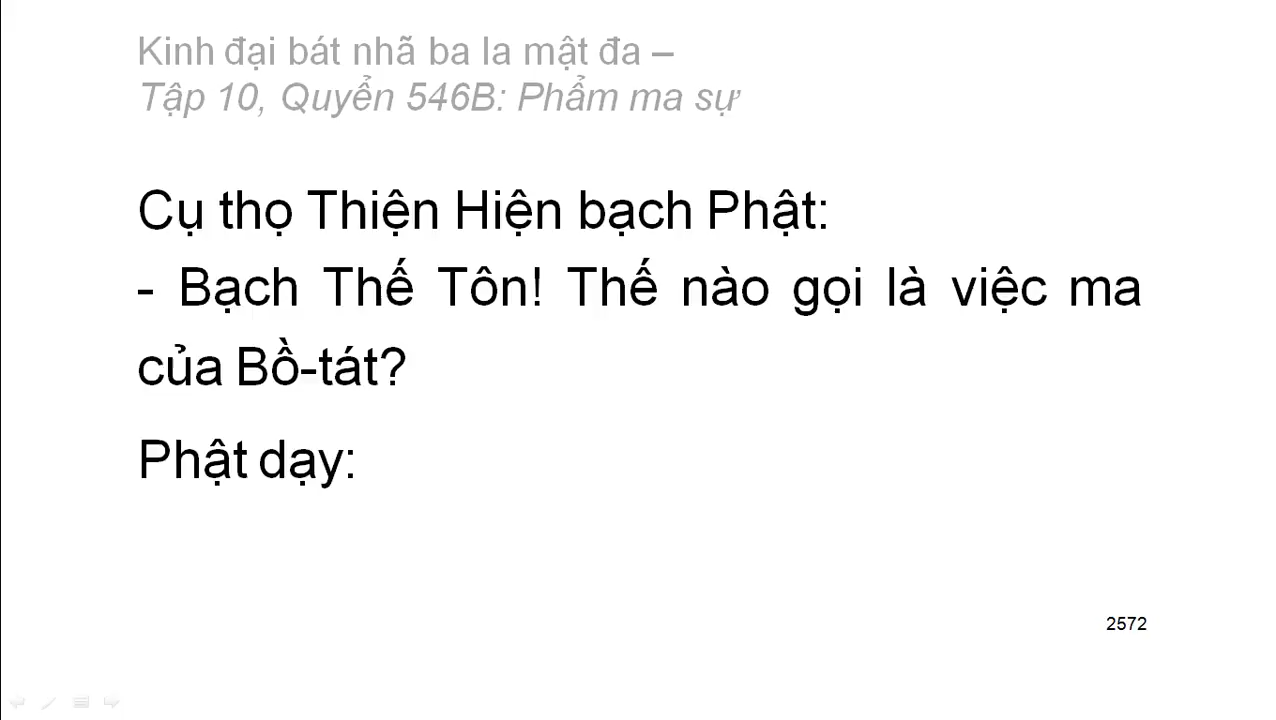 Kinh đại bát nhã ba la mật đa –
Tập 10, Quyển 546B: Phẩm ma sự
Cụ thọ Thiện Hiện bạch Phật:
- Bạch Thế Tôn! Thế nào gọi là việc ma
của Bồ-tát?
Phật dạy:
2572